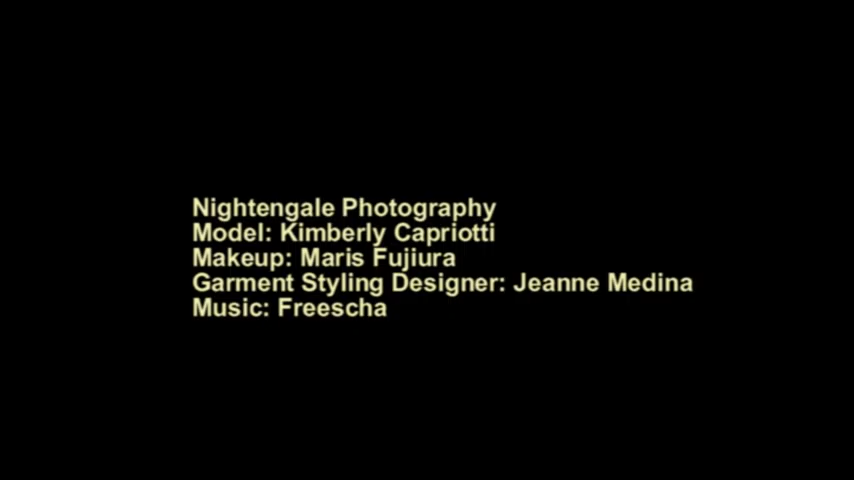 Nightengale Photography
Model: Kimberly Capriotti
Makeup: Maris Fujiura
Garment Styling Designer: Jeanne Medina
Music: Freescha